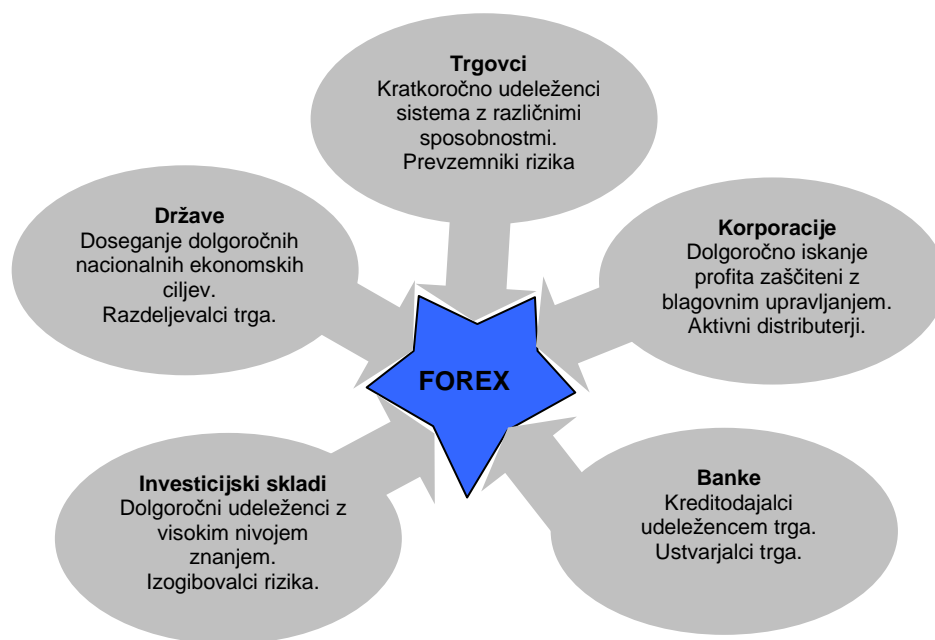 Trgovci
Kratkoročno udeleženci
sistema z različnimi
sposobnostmi.
Prevzemniki rizika
Države
Doseganje dolgoročnih
nacionalnih ekonomskih
ciljev.
Razdeljevalci trga.
Korporacije
Dolgoročno iskanje
profita zaščiteni z
blagovnim upravljanjem.
Aktivni distributerji.
FOREX
Investicijski skladi
Dolgoročni udeleženci z
visokim nivojem
znanjem.
Izogibovalci rizika.
Banke
Kreditodajalci
udeležencem trga.
Ustvarjalci trga.